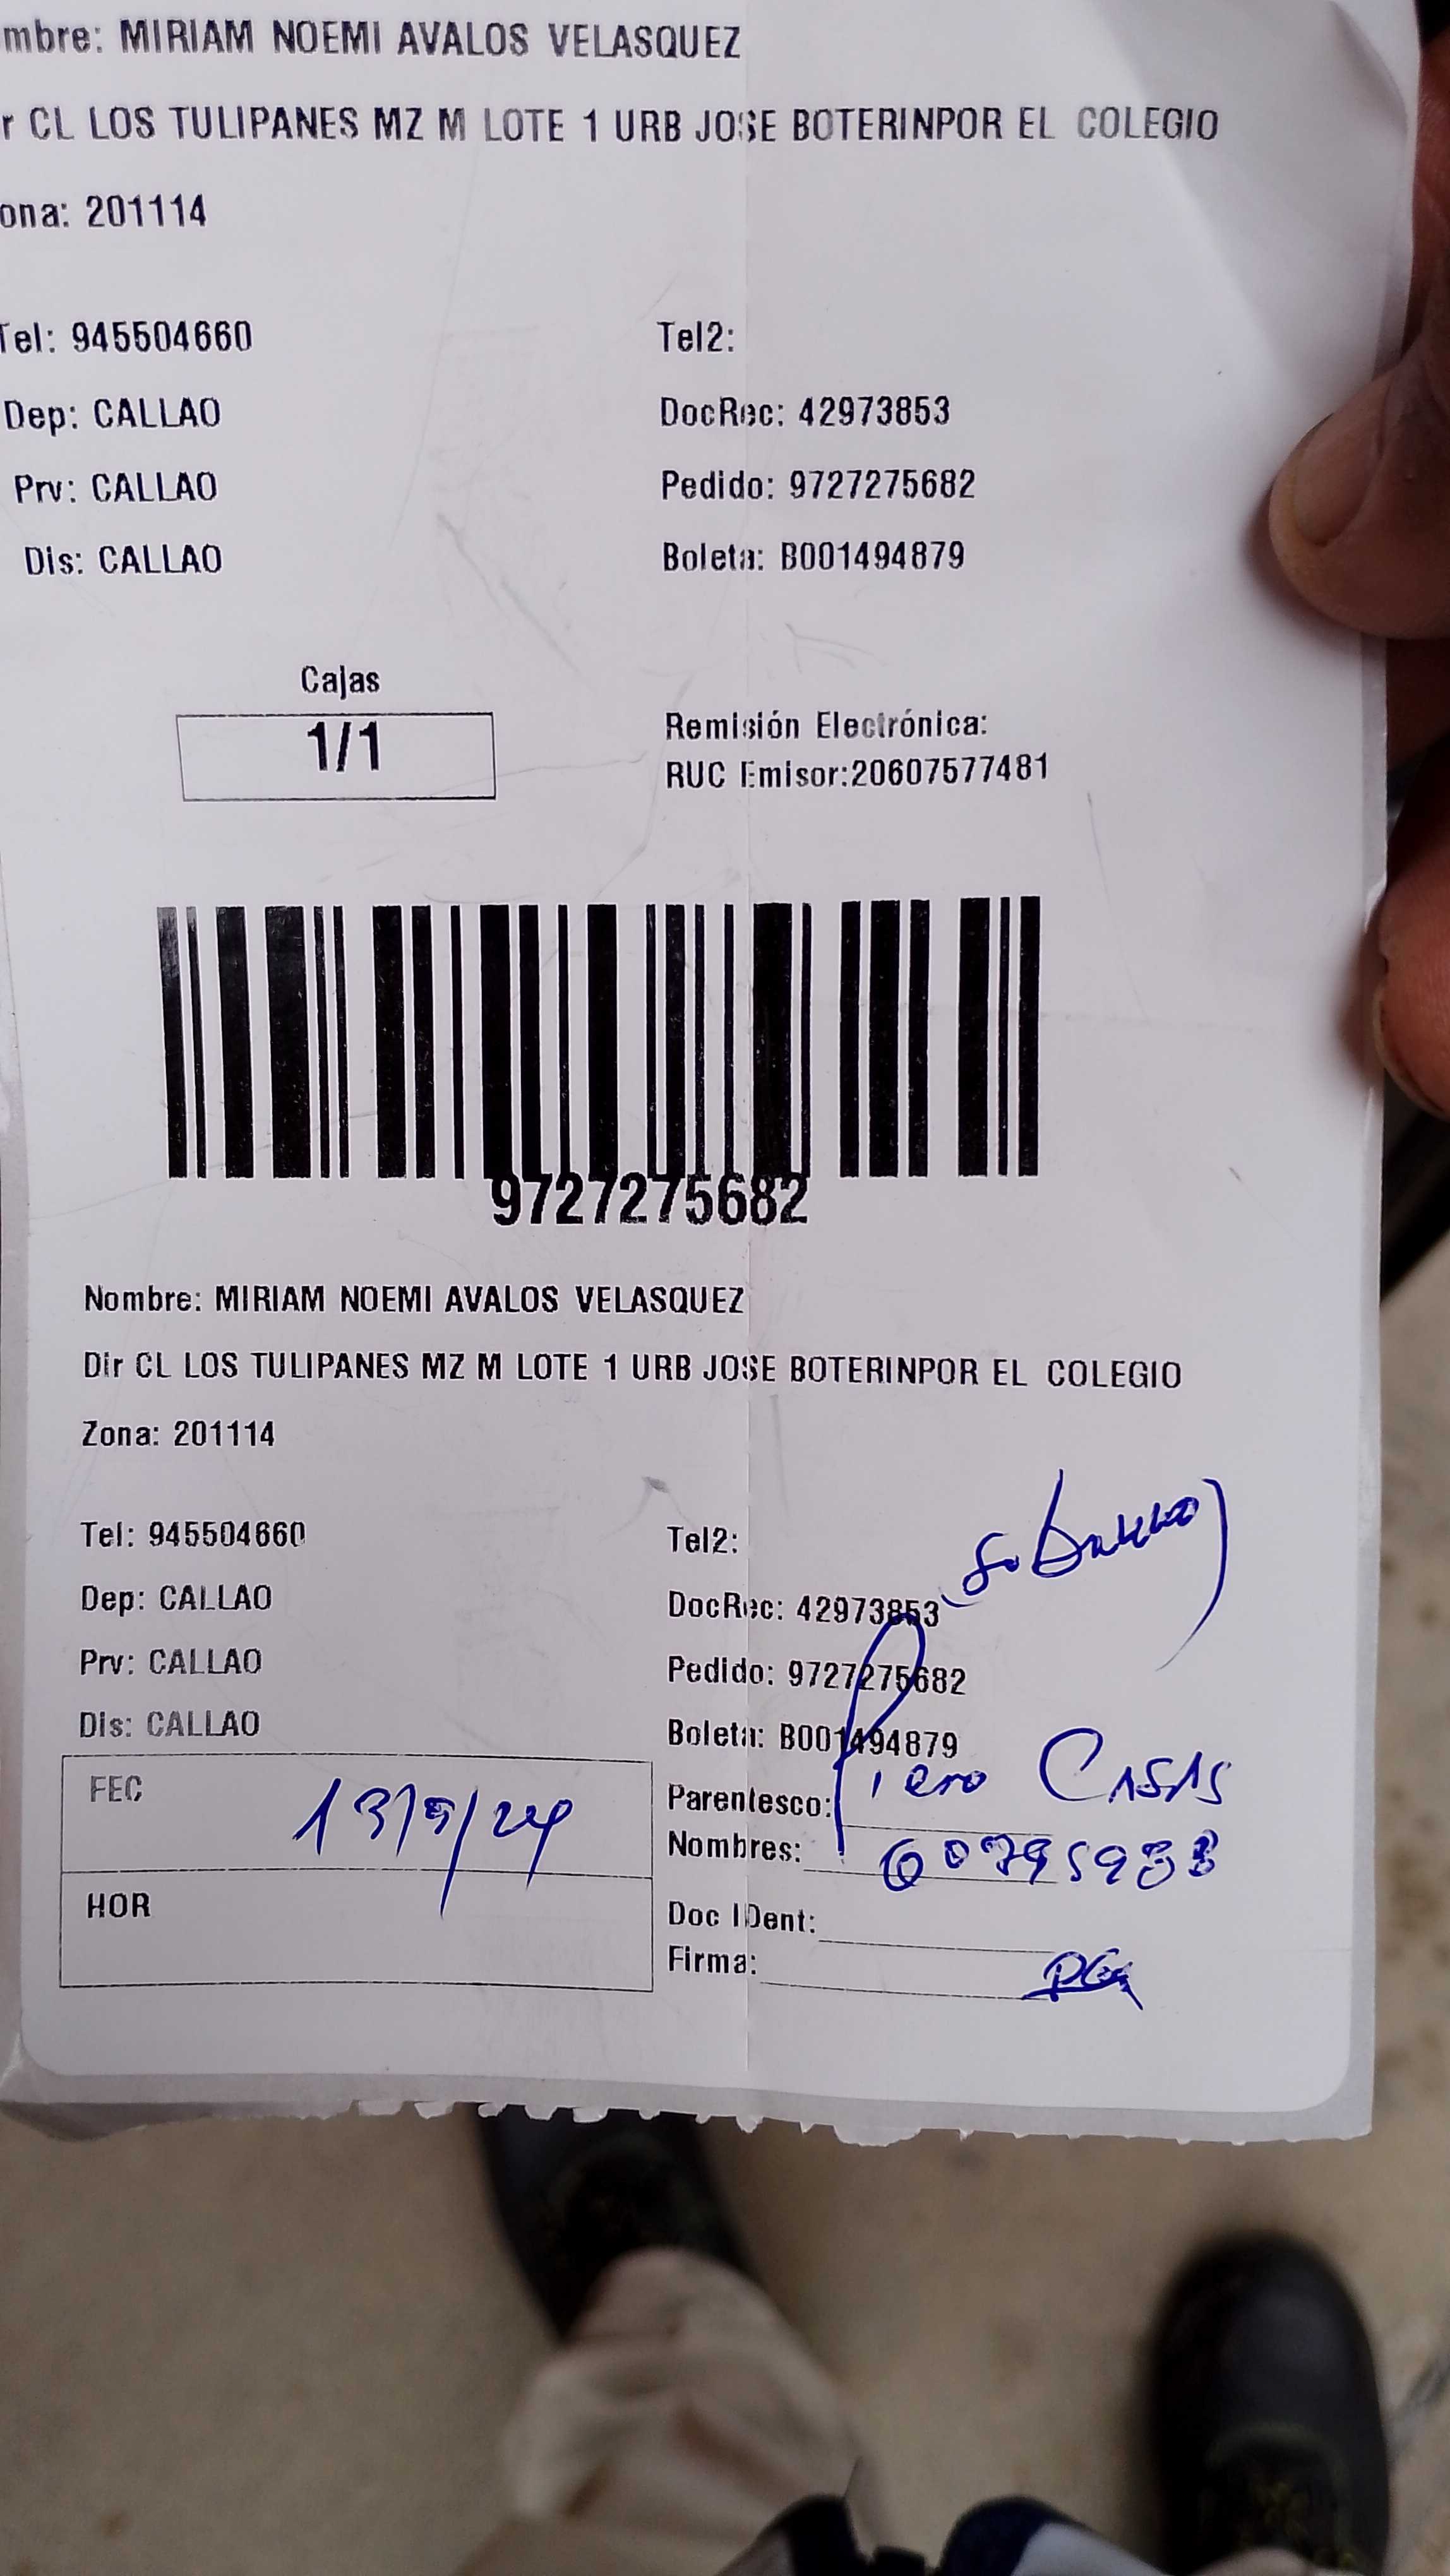 mbre: MIRIAM NOEMI AVALOS VELASQUEZ
r CL LOS TULIPANES MZ M LOTE 1 URB JOSE BOTERINPOR EL COLEGIO
ona: 201114
Tel: 945504660 Tel2:
Dep: CALLAO DocRec: 42973853
Prv: CALLAO Pedido: 9727275682
Dis: CALLAO Boleta: B001494879
Cajas
1/1
Remisión Electrónica:
RUC Emisor:20607577481
9727275682
Nombre: MIRIAM NOEMI AVALOS VELASQUEZ
Dir CL LOS TULIPANES MZ M LOTE 1 URB JOSE BOTERINPOR EL COLEGIO
Zona: 201114
Tel: 945504660 Tel2:
Dep: CALLAO DocRec: 42973853
Prv: CALLAO Pedido: 9727275682
Dis: CALLAO Boleta: B001494879
FEC 13/9/24
HOR
Parentesco: Piero CASAS
Nombres:
Doc IDent:
Firma: